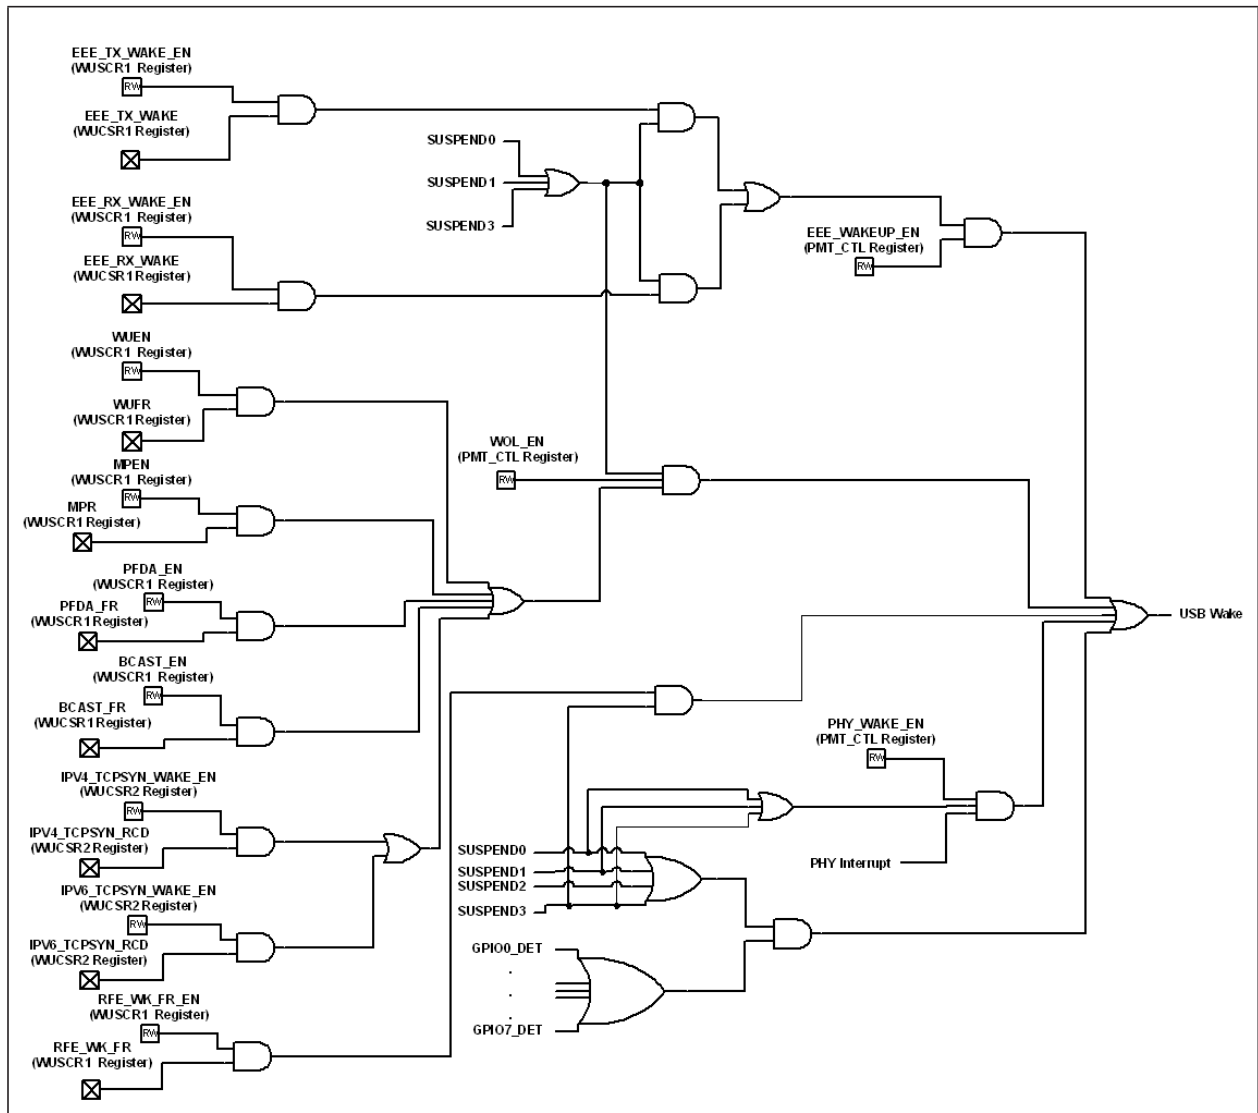 EEE_TX_WAKE_EN
(WUSCR1 Register)
RW
EEE_TX_WAKE
(WUCSR1 Register)
SUSPEND0
SUSPEND1
SUSPEND3
EEE_RX_WAKE_EN
(WUSCR1 Register)
RW
EEE_RX_WAKE
(WUCSR1 Register)
EEE_WAKEUP_EN
(PMT_CTL Register)
RW
WUEN
(WUSCR1 Register)
RW
WUFR
(WUSCR1 Register)
WOL_EN
(PMT_CTL Register)
RW
MPEN
(WUSCR1 Register)
RW
MPR
(WUSCR1 Register)
PFDA_EN
(WUSCR1 Register)
RW
PFDA_FR
(WUSCR1 Register)
USB Wake
BCAST_EN
(WUSCR1 Register)
RW
BCAST_FR
(WUCSR1 Register)
PHY_WAKE_EN
(PMT_CTL Register)
RW
IPV4_TCPSYN_WAKE_EN
(WUCSR2 Register)
RW
IPV4_TCPSYN_RCD
(WUCSR2 Register)
SUSPEND0
SUSPEND1
SUSPEND2
SUSPEND3
PHY Interrupt
IPV6_TCPSYN_WAKE_EN
(WUCSR2 Register)
RW
IPV6_TCPSYN_RCD
(WUCSR2 Register)
GPIO0_DET
.
.
.
GPIO7_DET
RFE_WK_FR_EN
(WUSCR1 Register)
RW
RFE_WK_FR
(WUSCR1 Register)